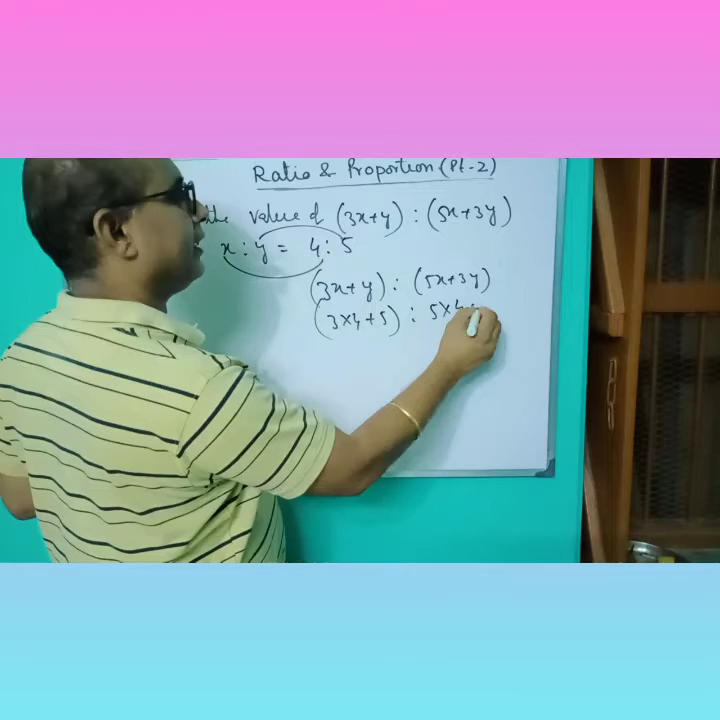 Ratio & Proportion (Pt-2)
the value of (3x+y) : (5x+3y)
x : y = 4 : 5
(3x+y) : (5x+3y)
(3×4+5) : 5×4